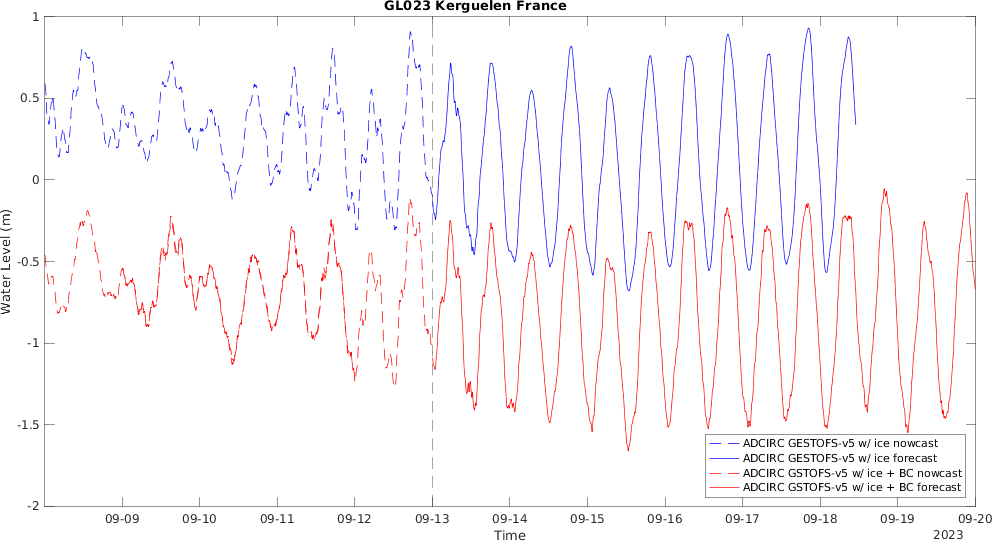 GL023 Kerguelen France
1
0.5
0
-0.5
-1
-1.5
-2
Water Level (m)
ADCIRC GESTOFS-v5 w/ ice nowcast
ADCIRC GESTOFS-v5 w/ ice forecast
ADCIRC GSTOFS-v5 w/ ice + BC nowcast
ADCIRC GSTOFS-v5 w/ ice + BC forecast
09-09 09-10 09-11 09-12 09-13 09-14 09-15 09-16 09-17 09-18 09-19 09-20
Time
2023